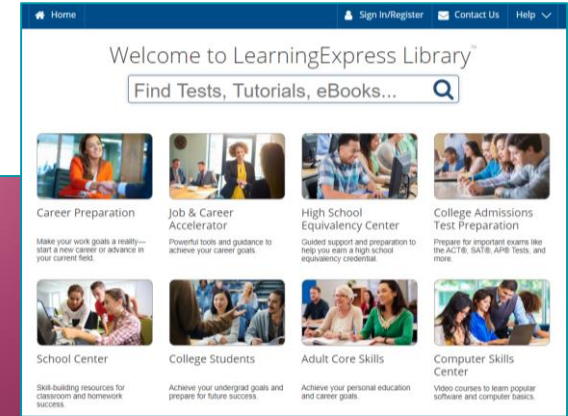 Home
Sign In/Register
Contact Us
Help
Welcome to LearningExpress Library™
Find Tests, Tutorials, eBooks...
Career Preparation
Make your work goals a reality—
start a new career or advance in
your current field.
Job & Career
Accelerator
Powerful tools and guidance to
achieve your career goals.
High School
Equivalency Center
Guided support and preparation to
help you earn a high school
equivalency credential.
College Admissions
Test Preparation
Prepare for important exams like
the ACT®, SAT®, AP® Tests, and
more.
School Center
Skill-building resources for
classroom and homework
success.
College Students
Achieve your undergrad goals and
prepare for future success.
Adult Core Skills
Achieve your personal education
and career goals.
Computer Skills
Center
Video courses to learn popular
software and computer basics.